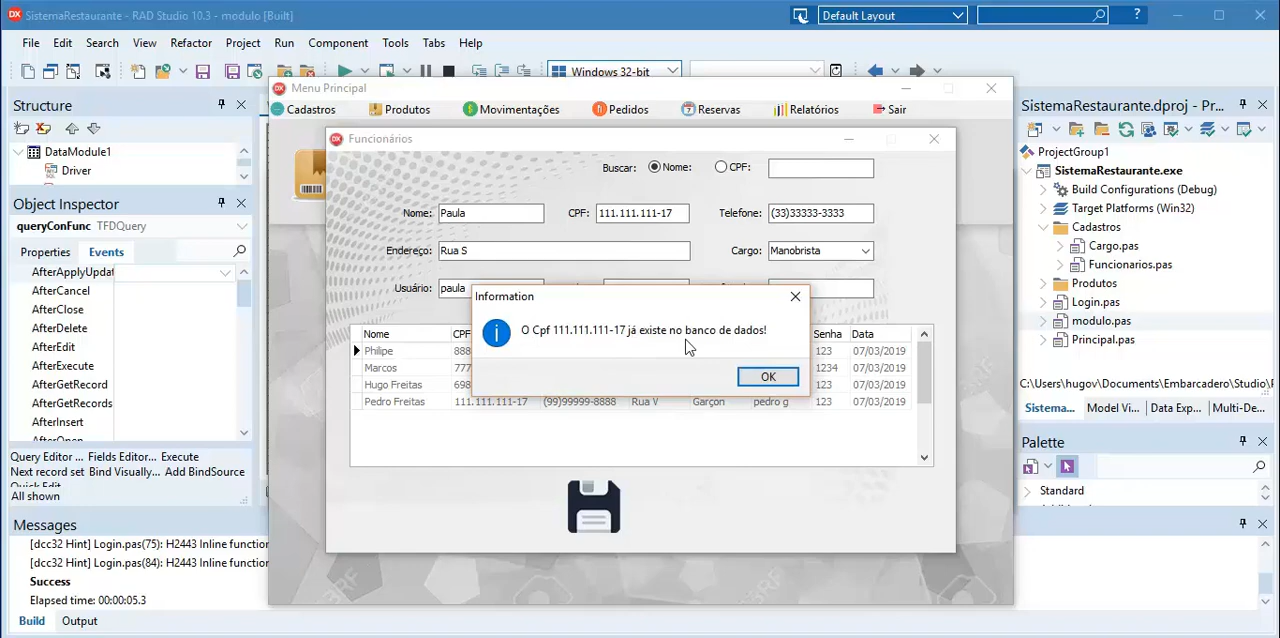 SistemaRestaurante - RAD Studio 10.3 - modulo [Built]
Default Layout
?
File Edit Search View Refactor Project Run Component Tools Tabs Help
Windows 32-bit
Structure
DataModule1
Driver
Object Inspector
queryConFunc TFDQuery
Properties Events
AfterCancel
AfterClose
AfterDelete
AfterEdit
AfterExecute
AfterGetRecord
AfterGetRecords
AfterInsert
Query Editor ... Fields Editor... Execute
Next record set Bind Visually... Add BindSource
All shown
Messages
[dcc32 Hint] Login.pas(75): H2443 Inline function
[dcc32 Hint] Login.pas(84): H2443 Inline function
Success
Elapsed time: 00:00:05.3
Build Output
Menu Principal
Cadastros Produtos Movimentações Pedidos Reservas Relatórios Sair
Funcionários
Buscar: Nome: CPF:
Nome: Paula CPF: 111.111.111-17 Telefone: (33)33333-3333
Endereço: Rua S Cargo: Manobrista
Usuário: paula
Information
O Cpf 111.111.111-17 já existe no banco de dados!
OK
Nome CPF Senha Data
Philipe 888 123 07/03/2019
Marcos 777 1234 07/03/2019
Hugo Freitas 698 123 07/03/2019
Pedro Freitas 111.111.111-17 (99)99999-8888 Rua V Garçon pedro g 123 07/03/2019
SistemaRestaurante.dproj - Pr...
ProjectGroup1
SistemaRestaurante.exe
Build Configurations (Debug)
Target Platforms (Win32)
Cadastros
Cargo.pas
Funcionarios.pas
Produtos
Login.pas
modulo.pas
Principal.pas
C:\Users\hugov\Documents\Embarcadero\Studio\P
Sistema... Model Vi... Data Exp... Multi-De...
Palette
Standard